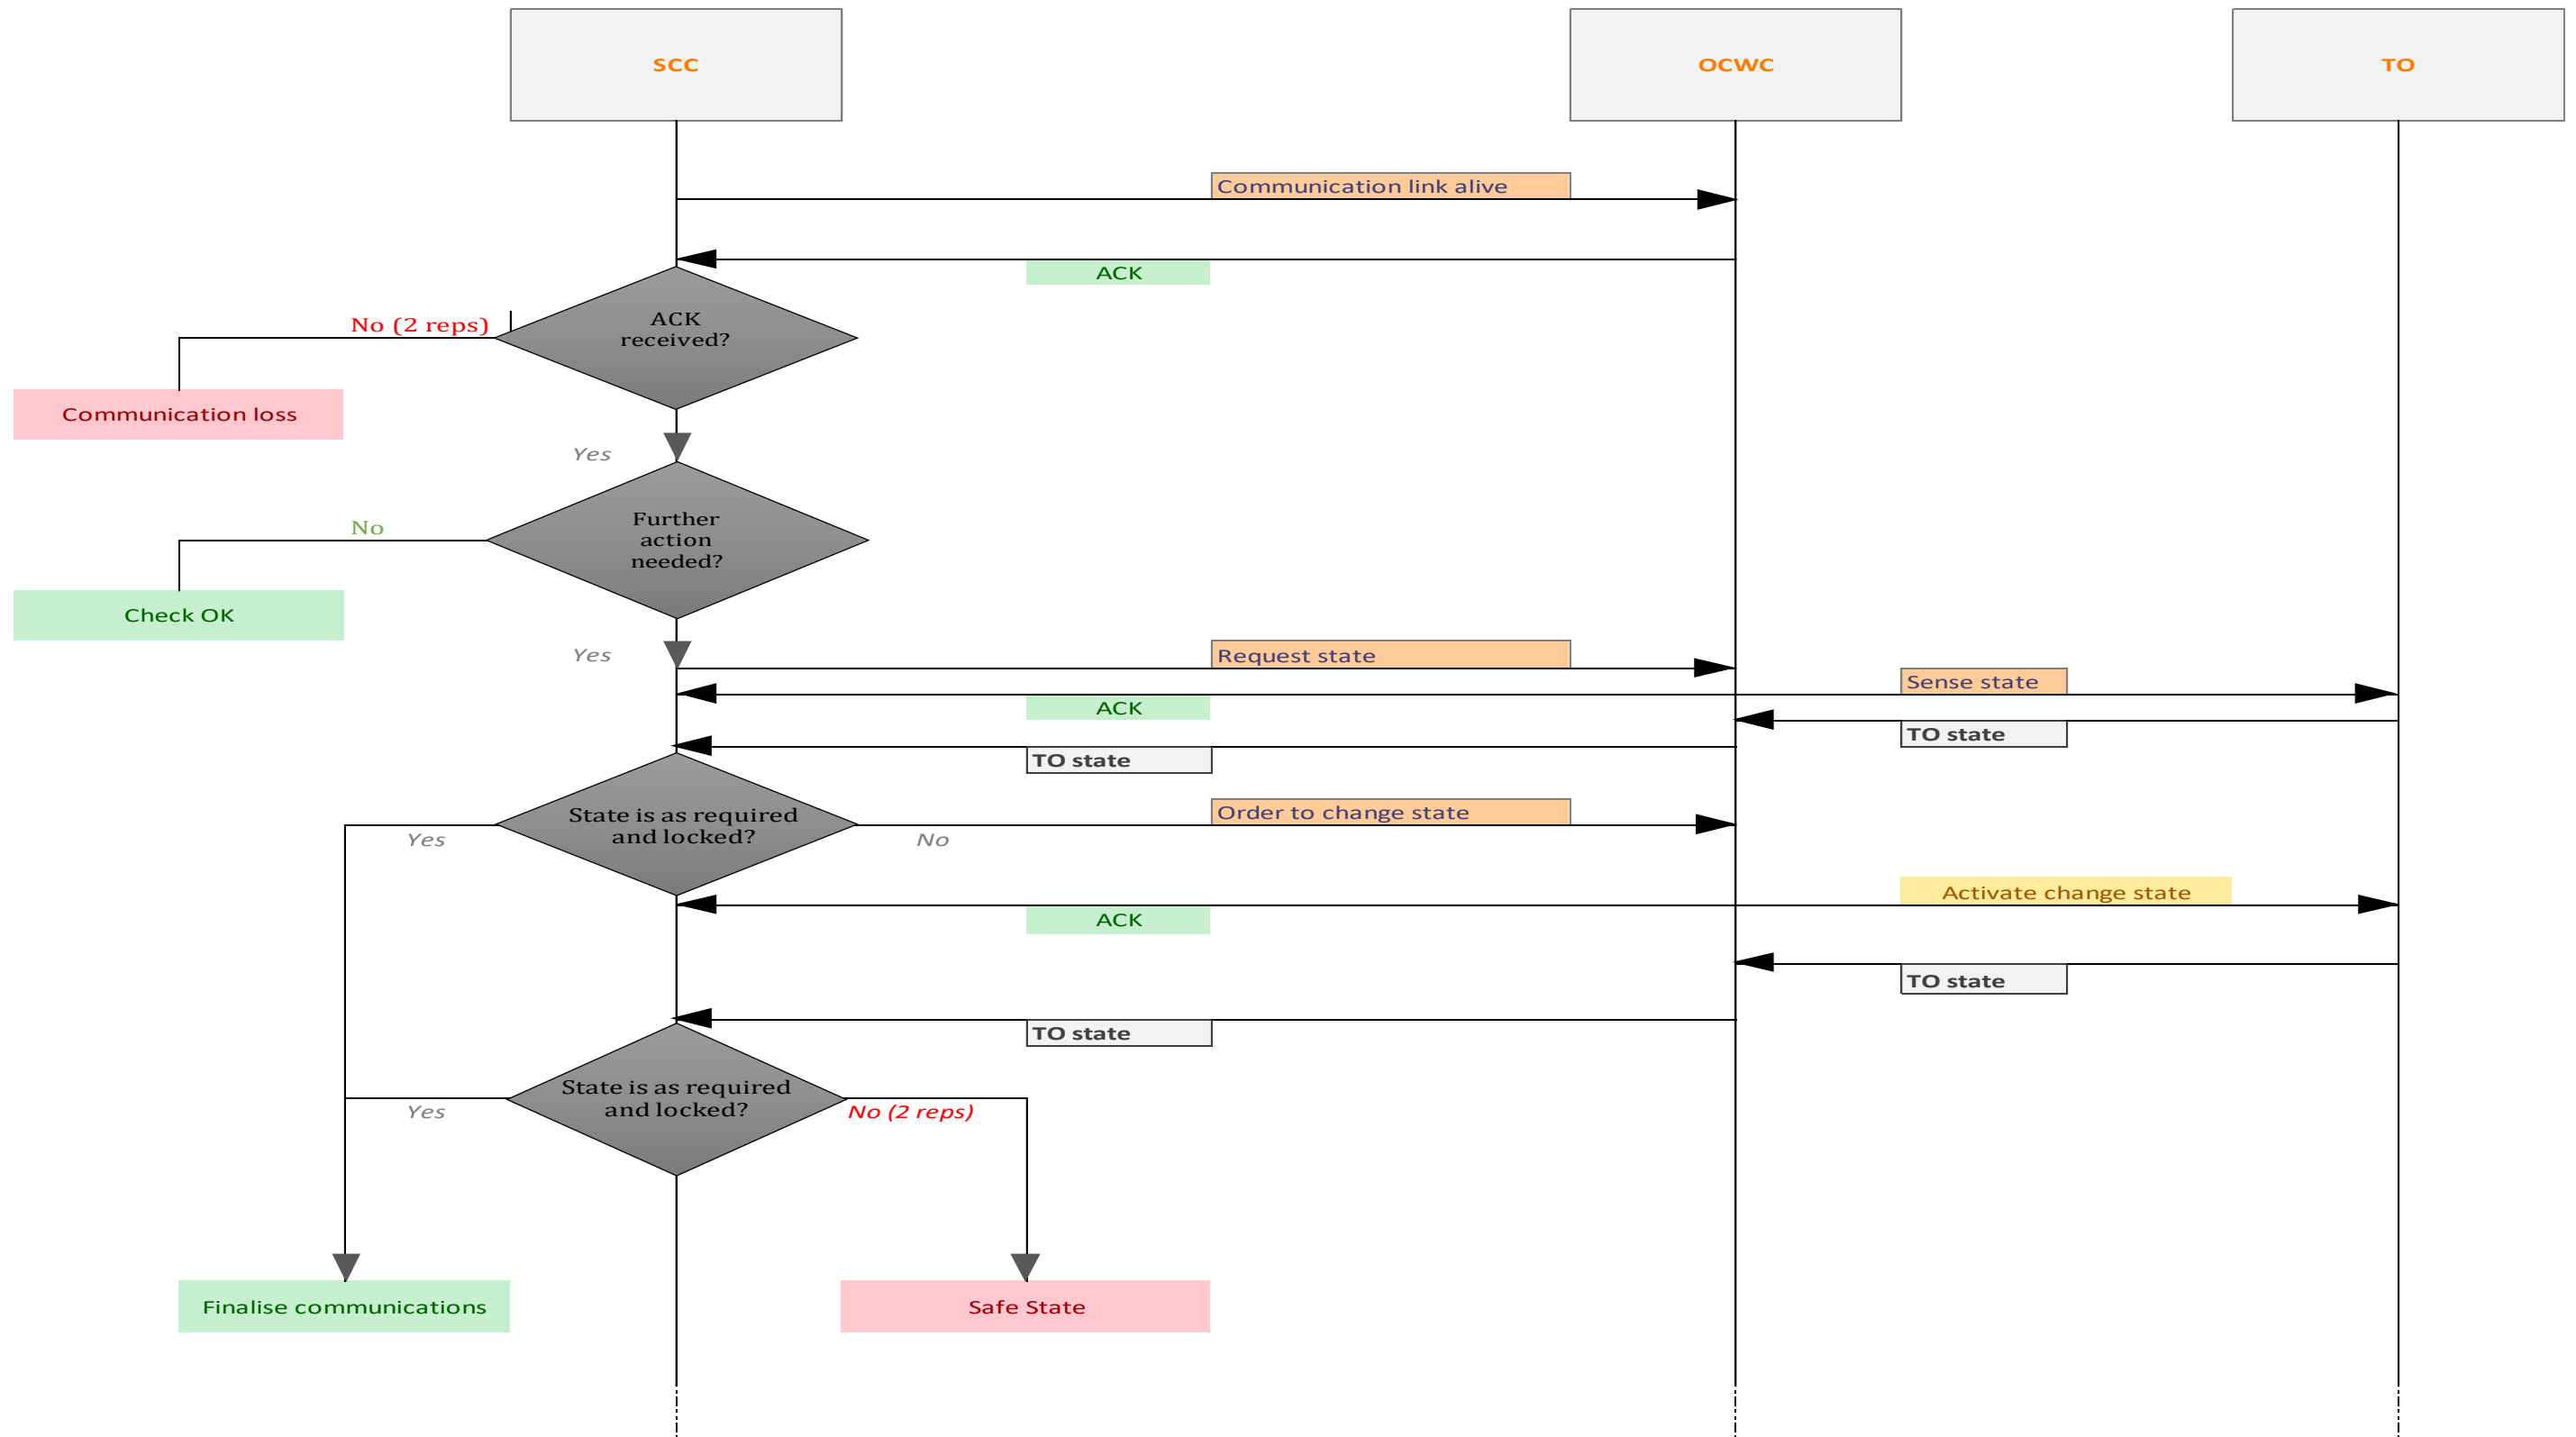 SCC
OCWC
TO
Communication link alive
ACK
No (2 reps)
ACK
received?
Communication loss
Yes
No
Further
action
needed?
Check OK
Yes
Request state
Sense state
ACK
TO state
TO state
Order to change state
State is as required
and locked?
Yes
No
Activate change state
ACK
TO state
TO state
State is as required
and locked?
Yes
No (2 reps)
Finalise communications
Safe State